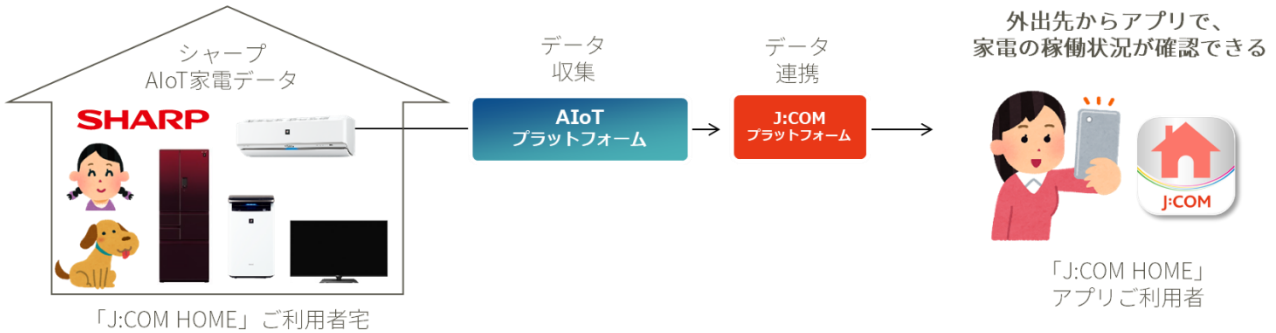 シャープ
AIoT家電データ
SHARP
「J:COM HOME」ご利用者宅
データ
収集
AIoT
プラットフォーム
データ
連携
J:COM
プラットフォーム
外出先からアプリで、
家電の稼働状況が確認できる
J:COM
「J:COM HOME」
アプリご利用者